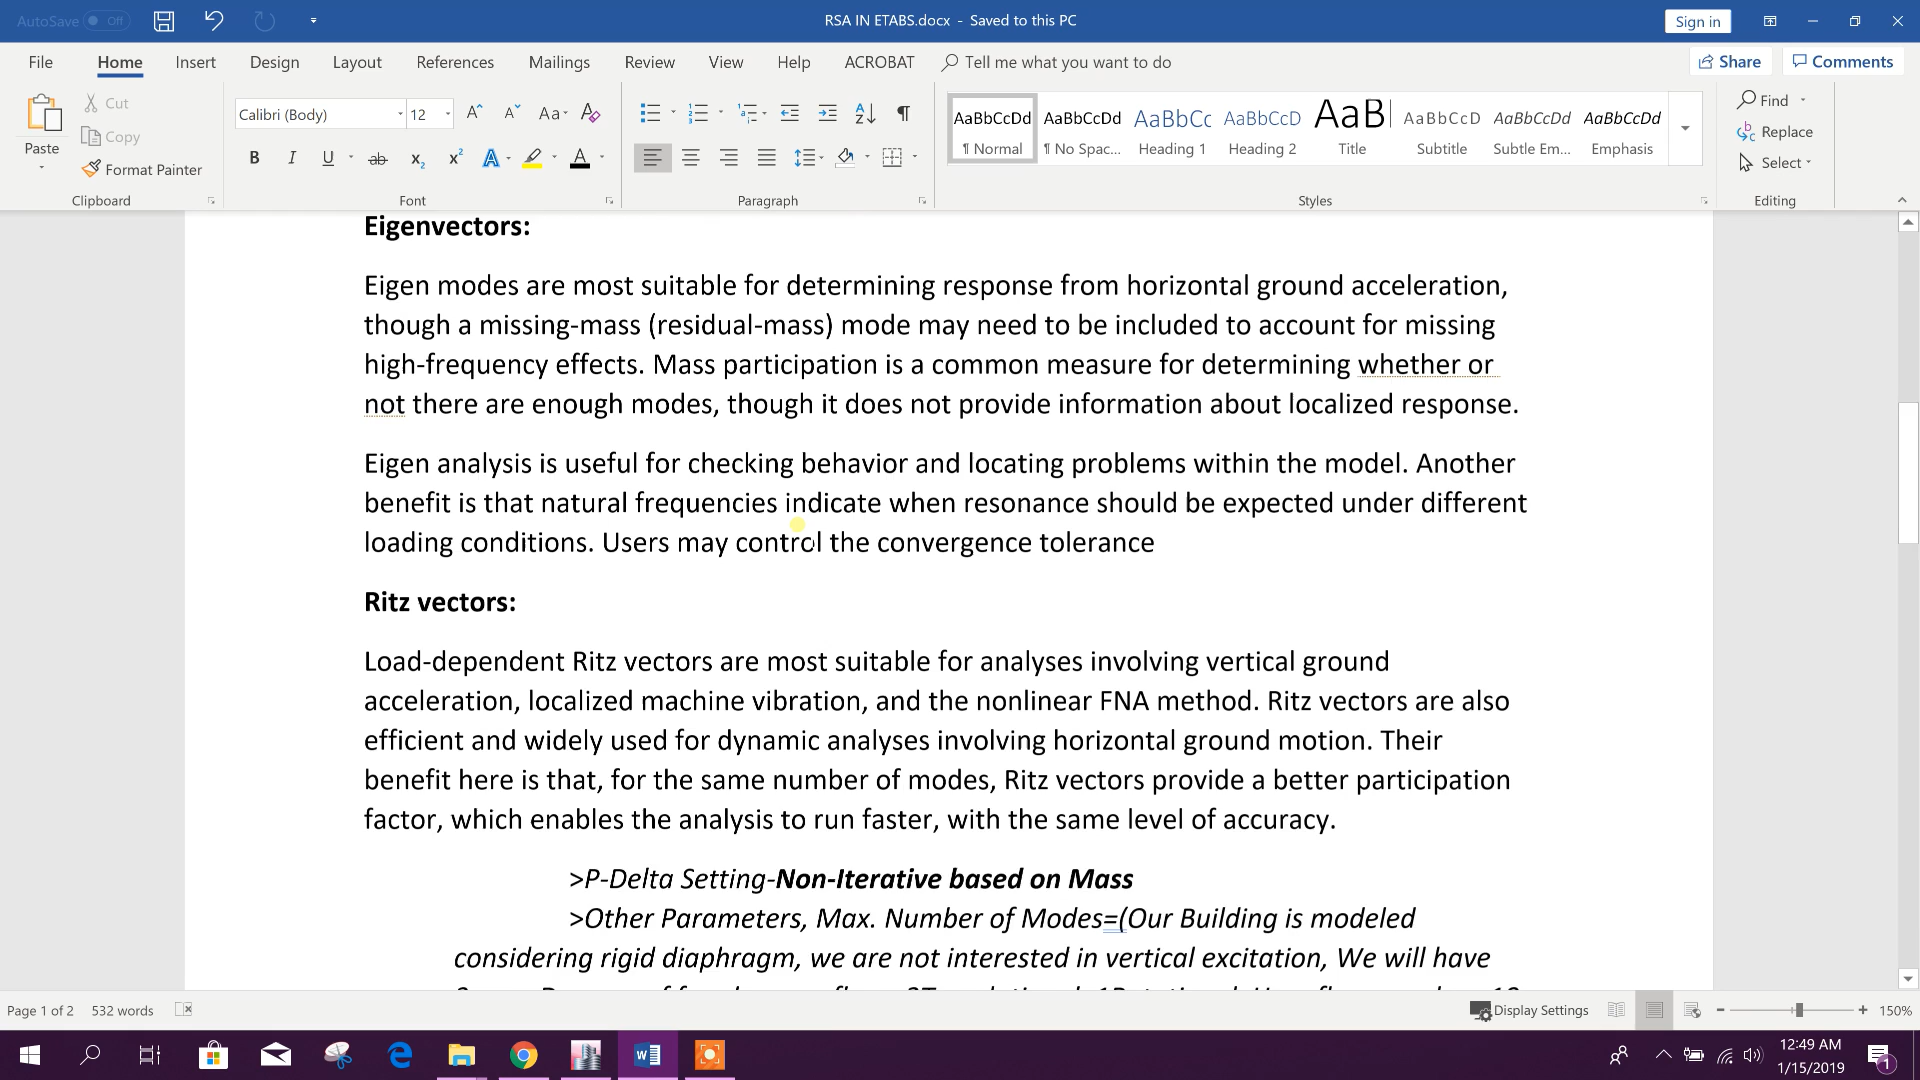 AutoSave Off
RSA IN ETABS.docx - Saved to this PC
Sign in
File Home Insert Design Layout References Mailings Review View Help ACROBAT Tell me what you want to do
Share Comments
Paste
Cut
Copy
Format Painter
Clipboard
Calibri (Body) 12
Font
Paragraph
AaBbCcDd AaBbCcDd AaBbCc AaBbCcD AaB AaBbCcD AaBbCcDd AaBbCcDd
¶ Normal ¶ No Spac... Heading 1 Heading 2 Title Subtitle Subtle Em... Emphasis
Styles
Find
Replace
Select
Editing
Eigenvectors:
Eigen modes are most suitable for determining response from horizontal ground acceleration,
though a missing-mass (residual-mass) mode may need to be included to account for missing
high-frequency effects. Mass participation is a common measure for determining whether or
not there are enough modes, though it does not provide information about localized response.
Eigen analysis is useful for checking behavior and locating problems within the model. Another
benefit is that natural frequencies indicate when resonance should be expected under different
loading conditions. Users may control the convergence tolerance
Ritz vectors:
Load-dependent Ritz vectors are most suitable for analyses involving vertical ground
acceleration, localized machine vibration, and the nonlinear FNA method. Ritz vectors are also
efficient and widely used for dynamic analyses involving horizontal ground motion. Their
benefit here is that, for the same number of modes, Ritz vectors provide a better participation
factor, which enables the analysis to run faster, with the same level of accuracy.
>P-Delta Setting-Non-Iterative based on Mass
>Other Parameters, Max. Number of Modes=(Our Building is modeled
considering rigid diaphragm, we are not interested in vertical excitation, We will have
Page 1 of 2 532 words
Display Settings
150%
12:49 AM
1/15/2019
1